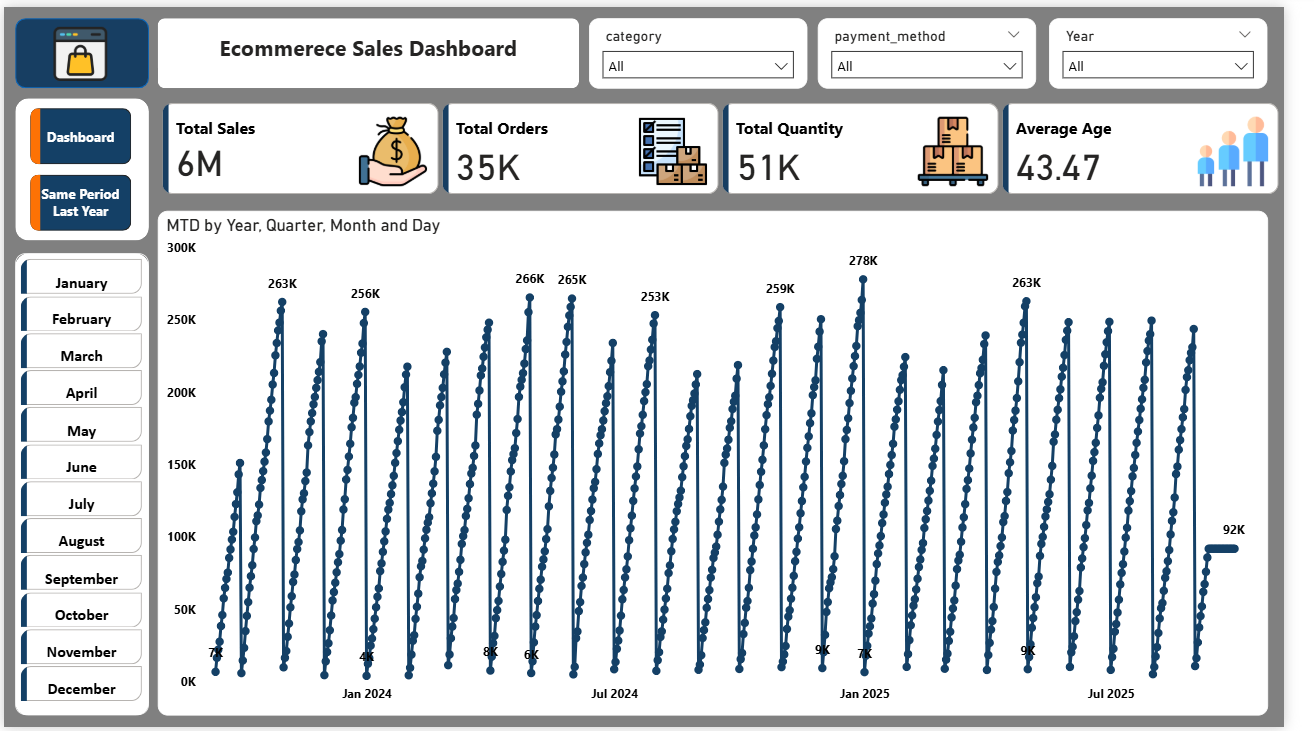 Ecommerece Sales Dashboard
category
All
payment_method
All
Year
All
Dashboard
Same Period
Last Year
Total Sales
6M
Total Orders
35K
Total Quantity
51K
Average Age
43.47
January
February
March
April
May
June
July
August
September
October
November
December
MTD by Year, Quarter, Month and Day
300K
250K
200K
150K
100K
50K
0K
7K
263K
256K
4K
8K
266K
6K
265K
253K
259K
9K
278K
7K
263K
9K
92K
Jan 2024
Jul 2024
Jan 2025
Jul 2025